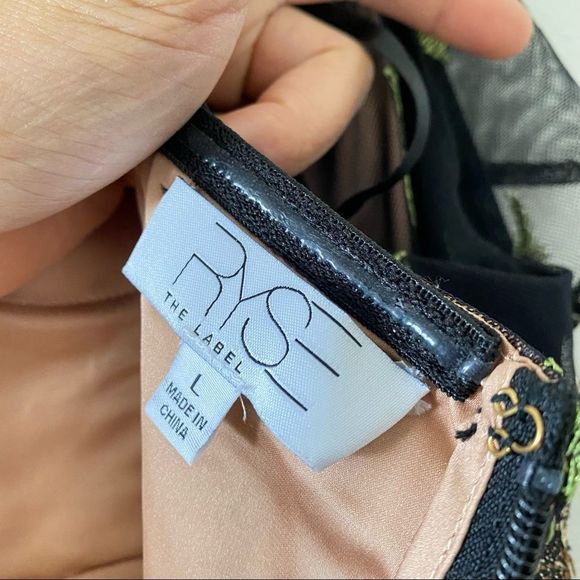 RYSE
THE LABEL
L
MADE IN
CHINA